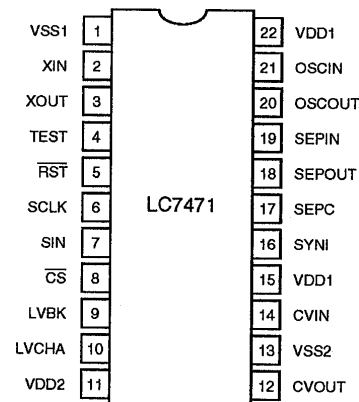 VSS1 1 22 VDD1
XIN 2 21 OSCIN
XOUT 3 20 OSCOUT
TEST 4 19 SEPIN
R̅S̅T̅ 5 18 SEPOUT
SCLK 6 LC7471 17 SEPC
SIN 7 16 SYNI
C̅S̅ 8 15 VDD1
LVBK 9 14 CVIN
LVCHA 10 13 VSS2
VDD2 11 12 CVOUT